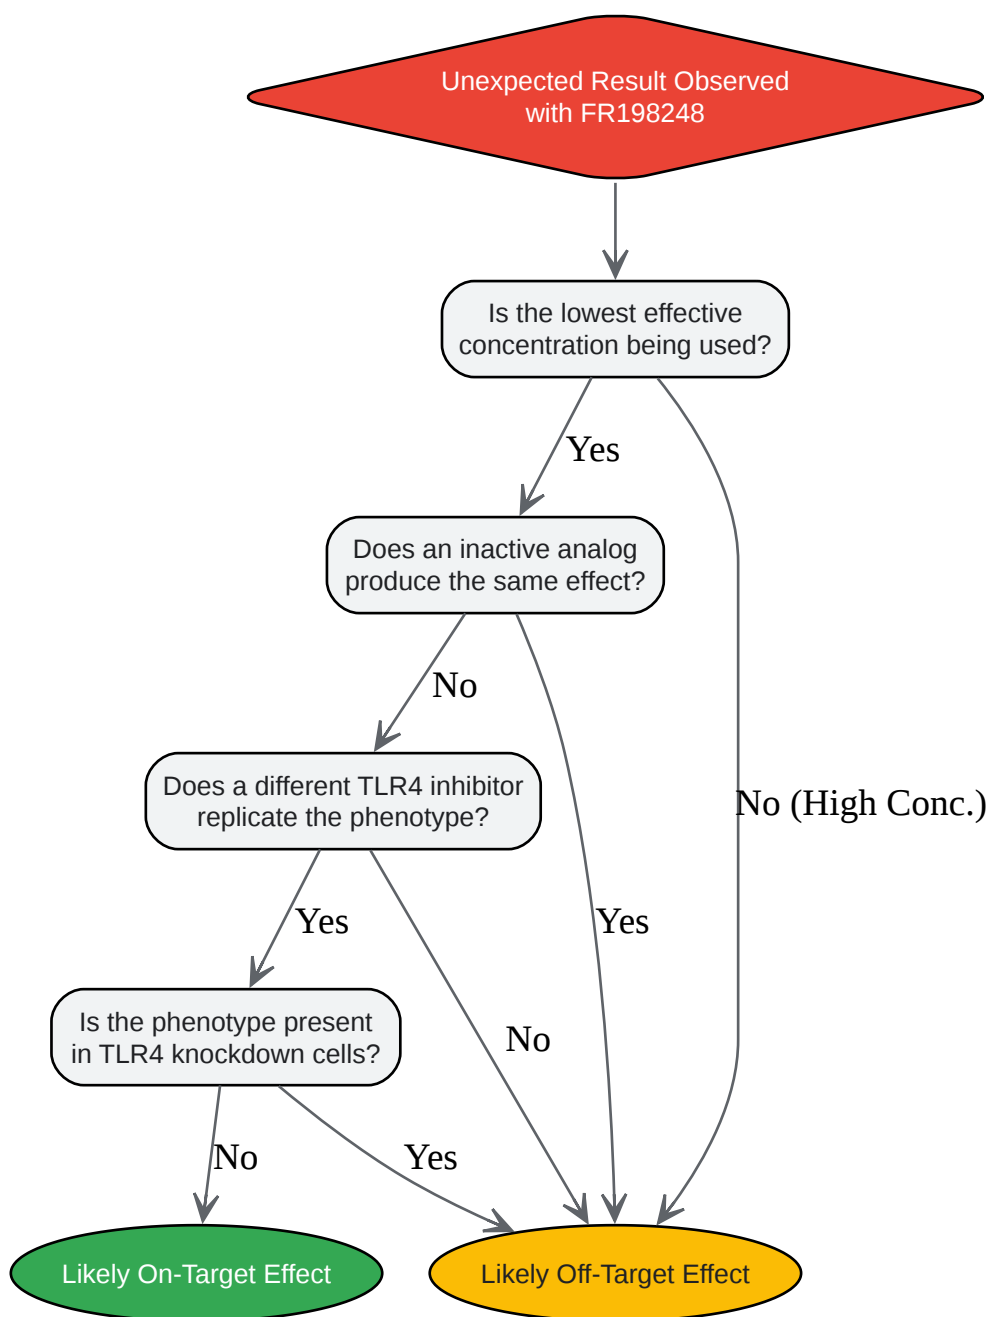 Unexpected Result Observed
with FR198248
Is the lowest effective
concentration being used?
Yes
Does an inactive analog
produce the same effect?
No
Does a different TLR4 inhibitor
replicate the phenotype?
No (High Conc.)
Yes
Yes
Is the phenotype present
in TLR4 knockdown cells?
No
No
Yes
Likely On-Target Effect
Likely Off-Target Effect